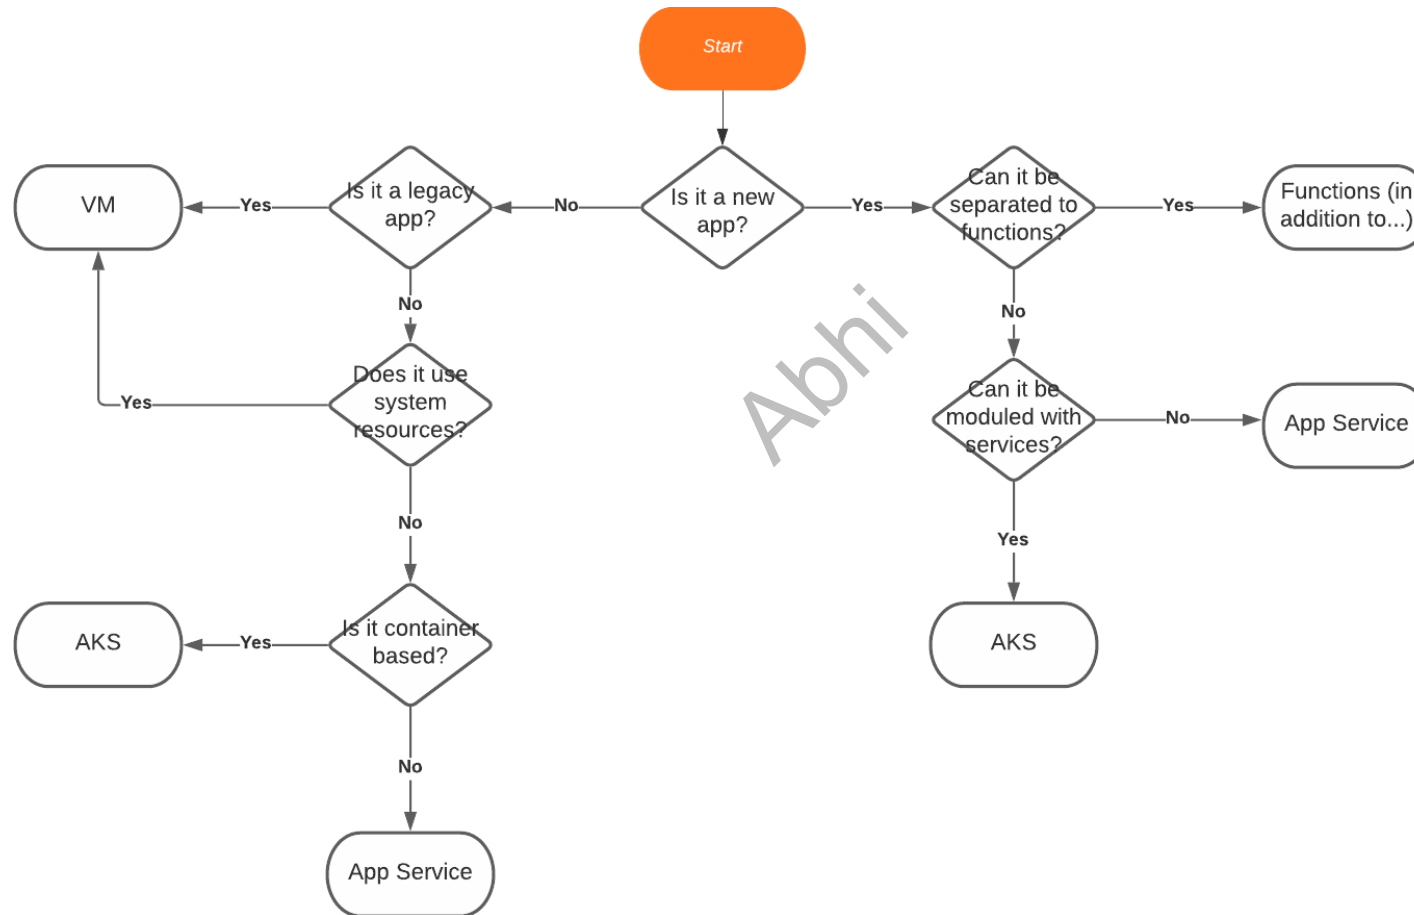 Start
Is it a legacy
app?
Is it a new
app?
Can it be
separated to
functions?
VM
Yes
No
Yes
Yes
Functions (in
addition to...)
No
No
Abhi
Does it use
system
resources?
Yes
Can it be
moduled with
services?
No
App Service
No
Yes
AKS
Yes
Is it container
based?
AKS
No
App Service